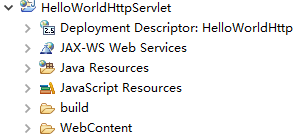 HelloWorldHttpServlet
Deployment Descriptor: HelloWorldHttp
JAX-WS Web Services
Java Resources
JavaScript Resources
build
WebContent